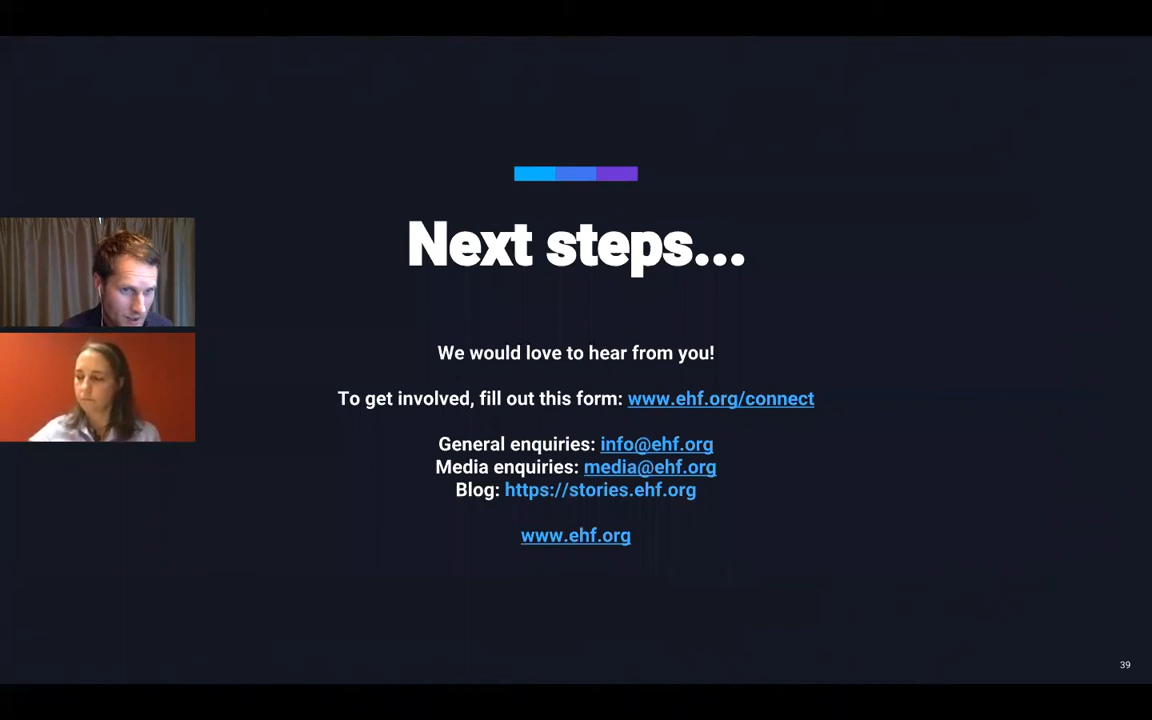 Next steps...
We would love to hear from you!
To get involved, fill out this form: www.ehf.org/connect
General enquiries: info@ehf.org
Media enquiries: media@ehf.org
Blog: https://stories.ehf.org
www.ehf.org
39